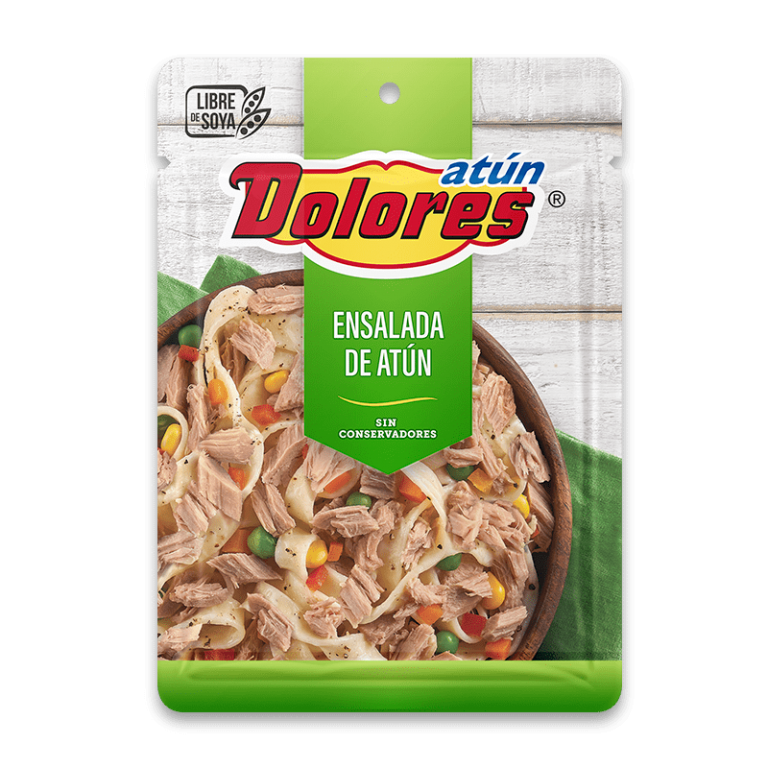 LIBRE
DE SOYA
atún
Dolores®
ENSALADA
DE ATÚN
SIN
CONSERVADORES